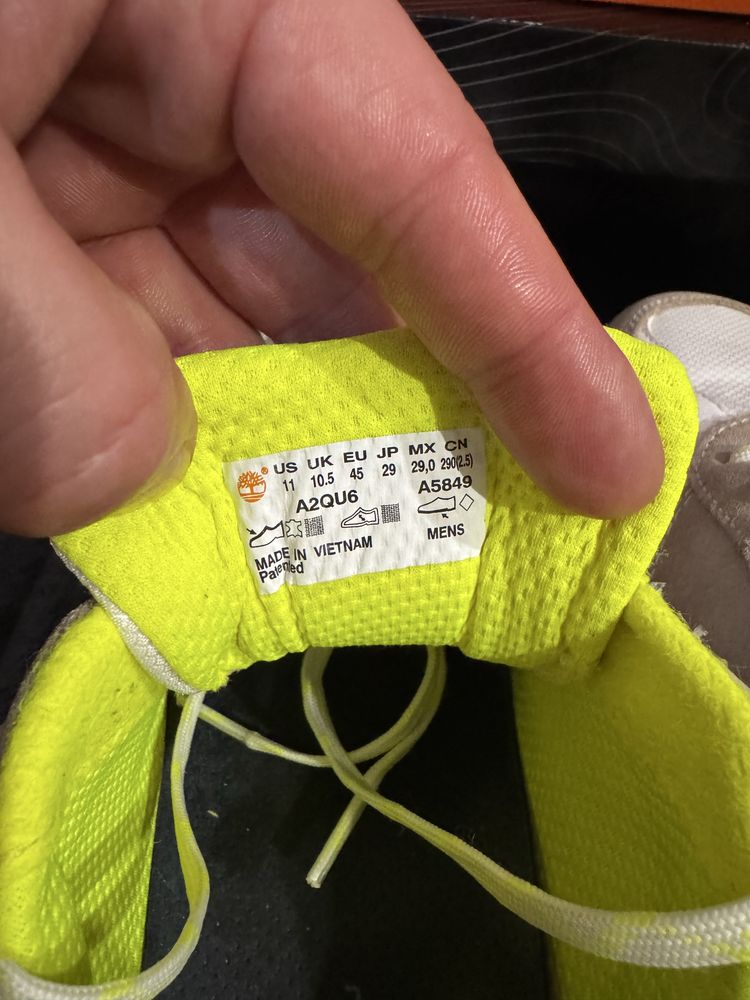 ® US UK EU JP MX CN
11 10.5 45 29 29,0 290(2.5)
A2QU6 A5849
MENS
MADE IN VIETNAM
Patented